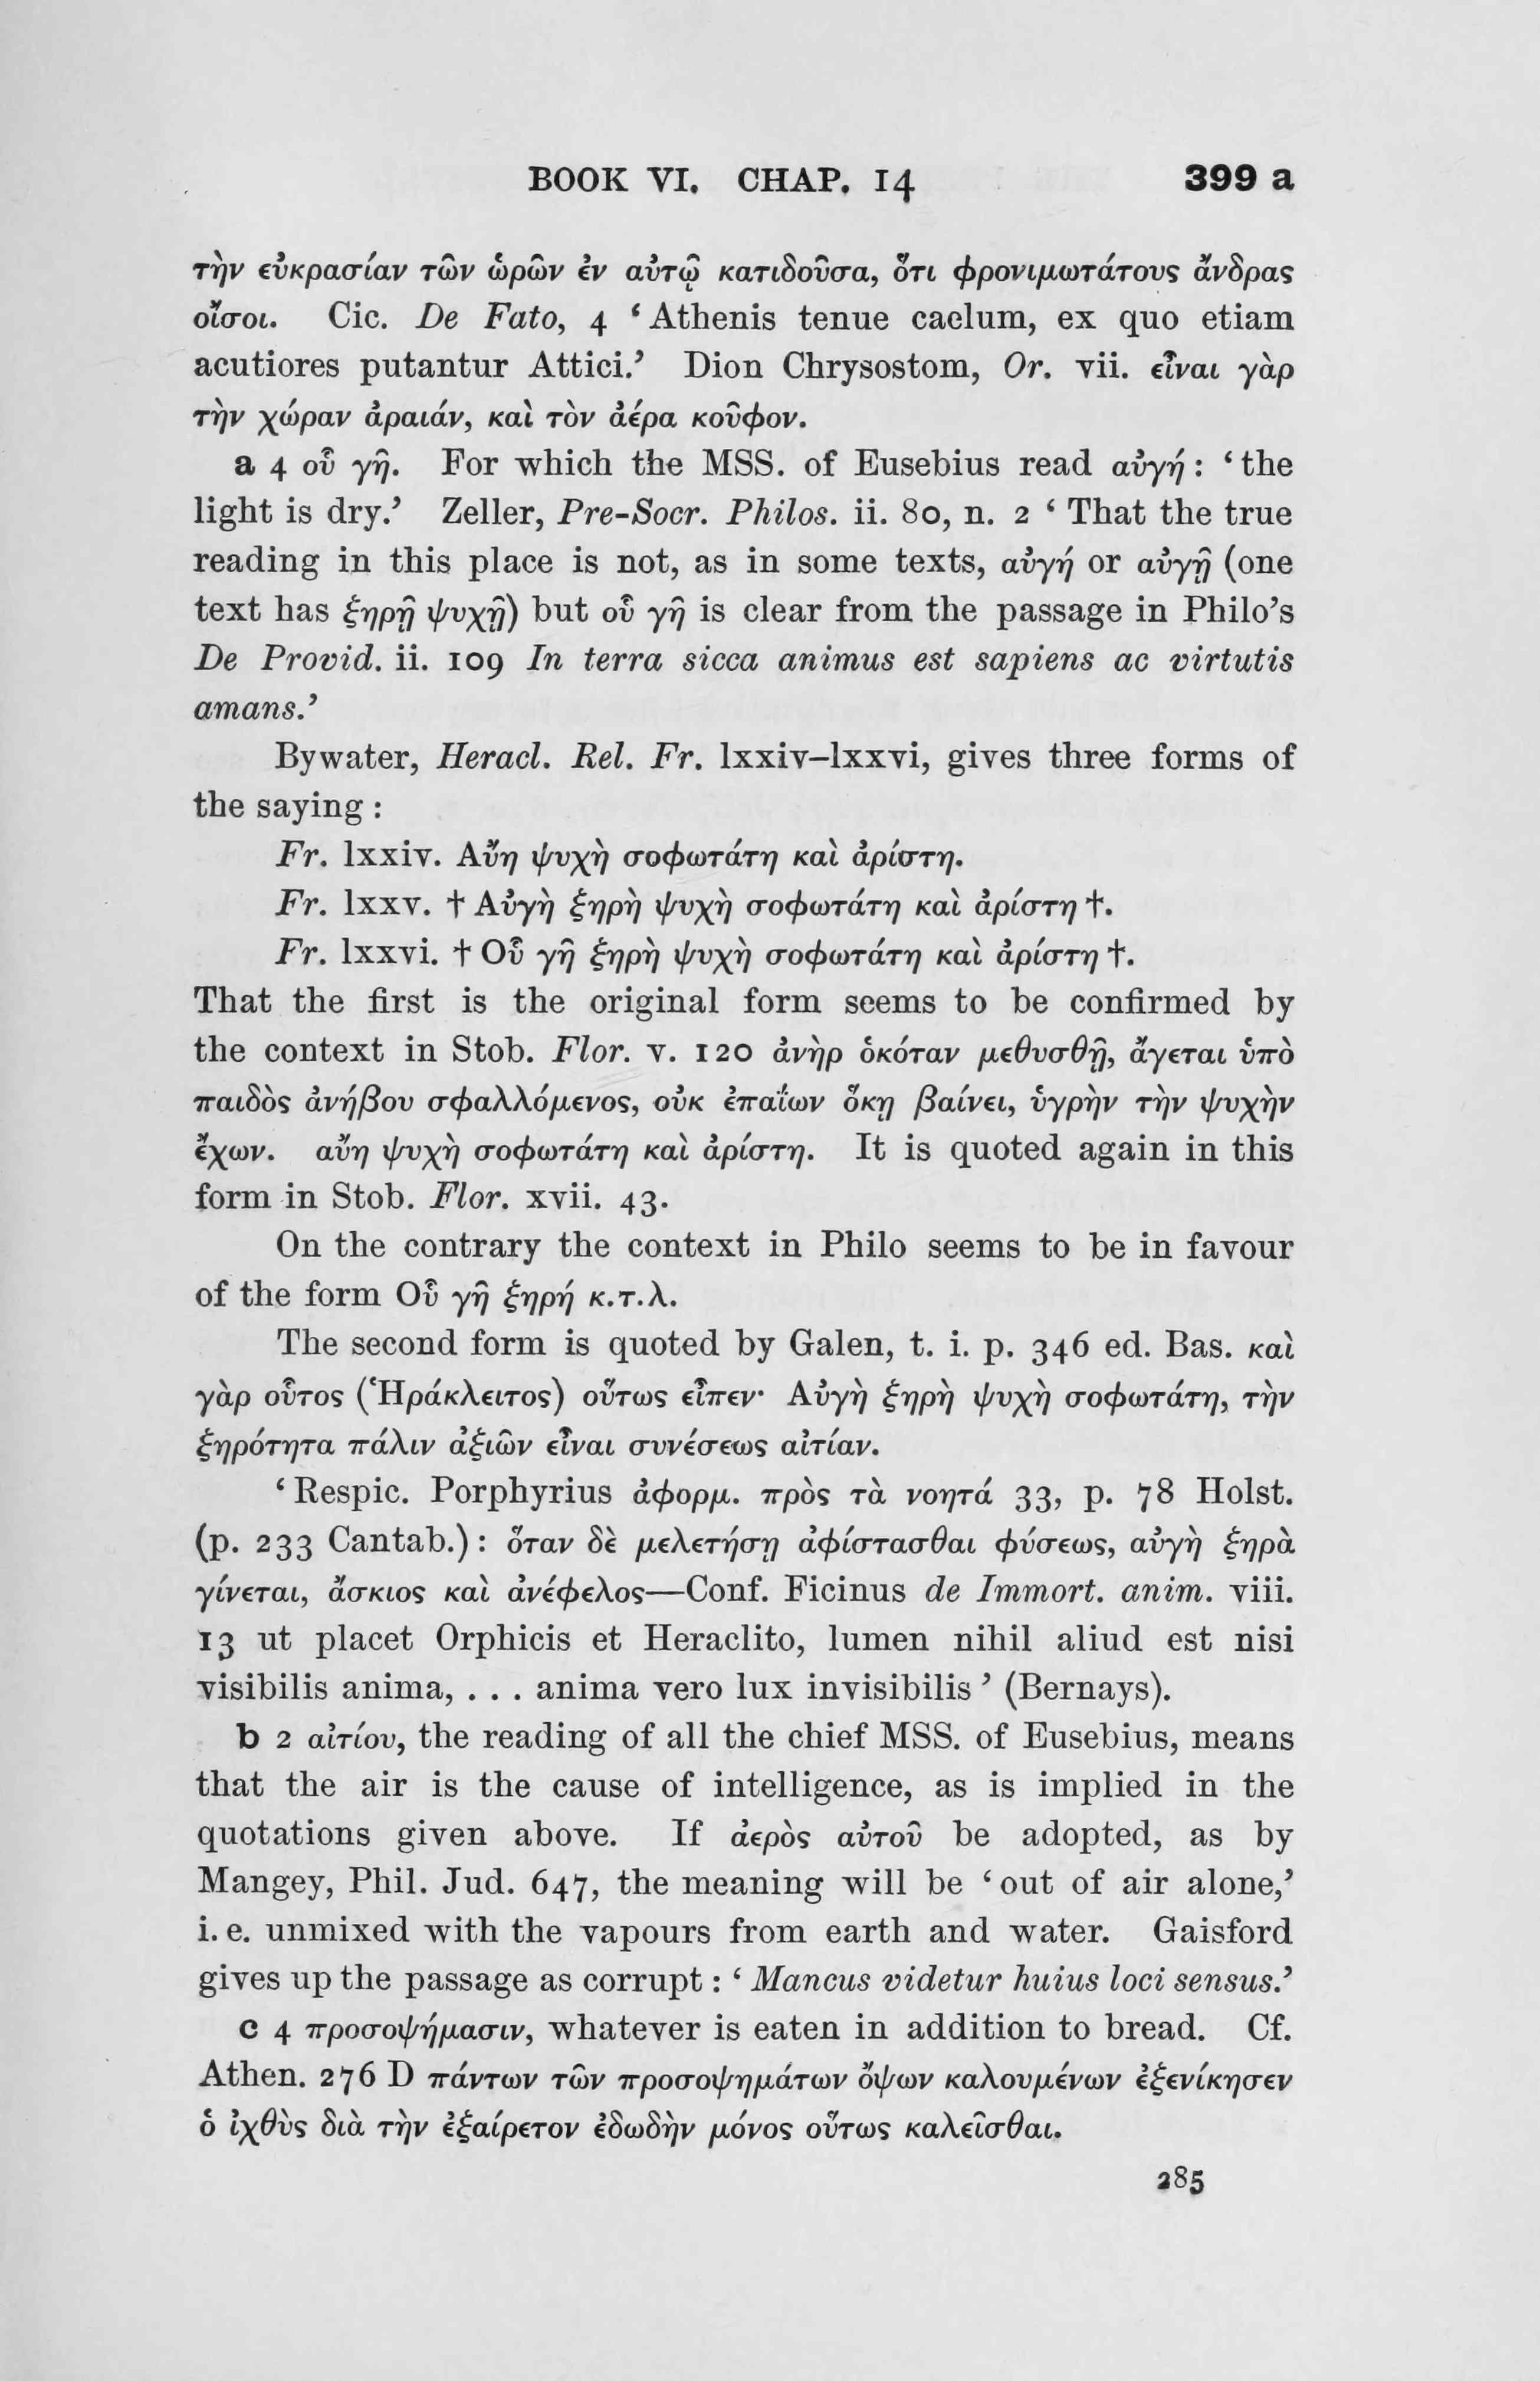 BOOK VI. CHAP. 14 399 a
τὴν εὐκρασίαν τῶν ὡρῶν ἐν αὐτῷ κατιδοῦσα, ὅτι φρονιμωτάτους ἄνδρας
οἴσοι. Cic. De Fato, 4 ‘Athenis tenue caelum, ex quo etiam
acutiores putantur Attici.’ Dion Chrysostom, Or. vii. εἶναι γὰρ
τὴν χώραν ἀραιάν, καὶ τὸν ἀέρα κοῦφον.
a 4 οὗ γῆ. For which the MSS. of Eusebius read αὐγή: ‘the
light is dry.’ Zeller, Pre-Socr. Philos. ii. 80, n. 2 ‘That the true
reading in this place is not, as in some texts, αὐγή or αὐγῇ (one
text has ξηρῇ ψυχῇ) but οὗ γῆ is clear from the passage in Philo’s
De Provid. ii. 109 In terra sicca animus est sapiens ac virtutis
amans.’
Bywater, Heracl. Rel. Fr. lxxiv–lxxvi, gives three forms of
the saying:
Fr. lxxiv. Αὔη ψυχὴ σοφωτάτη καὶ ἀρίστη.
Fr. lxxv. † Αὐγὴ ξηρὴ ψυχὴ σοφωτάτη καὶ ἀρίστη †.
Fr. lxxvi. † Οὗ γῆ ξηρὴ ψυχὴ σοφωτάτη καὶ ἀρίστη †.
That the first is the original form seems to be confirmed by
the context in Stob. Flor. v. 120 ἀνὴρ ὁκόταν μεθυσθῇ, ἄγεται ὑπὸ
παιδὸς ἀνήβου σφαλλόμενος, οὐκ ἐπαΐων ὅκῃ βαίνει, ὑγρὴν τὴν ψυχὴν
ἔχων. αὔη ψυχὴ σοφωτάτη καὶ ἀρίστη. It is quoted again in this
form in Stob. Flor. xvii. 43.
On the contrary the context in Philo seems to be in favour
of the form Οὗ γῆ ξηρή κ.τ.λ.
The second form is quoted by Galen, t. i. p. 346 ed. Bas. καὶ
γὰρ οὗτος (Ἡράκλειτος) οὕτως εἶπεν· Αὐγὴ ξηρὴ ψυχὴ σοφωτάτη, τὴν
ξηρότητα πάλιν ἀξιῶν εἶναι συνέσεως αἰτίαν.
‘Respic. Porphyrius ἀφορμ. πρὸς τὰ νοητά 33, p. 78 Holst.
(p. 233 Cantab.): ὅταν δὲ μελετήσῃ ἀφίστασθαι φύσεως, αὐγὴ ξηρὰ
γίνεται, ἄσκιος καὶ ἀνέφελος—Conf. Ficinus de Immort. anim. viii.
13 ut placet Orphicis et Heraclito, lumen nihil aliud est nisi
visibilis anima, . . . anima vero lux invisibilis’ (Bernays).
b 2 αἰτίου, the reading of all the chief MSS. of Eusebius, means
that the air is the cause of intelligence, as is implied in the
quotations given above. If ἀερὸς αὐτοῦ be adopted, as by
Mangey, Phil. Jud. 647, the meaning will be ‘out of air alone,’
i. e. unmixed with the vapours from earth and water. Gaisford
gives up the passage as corrupt: ‘Mancus videtur huius loci sensus.’
c 4 προσοψήμασιν, whatever is eaten in addition to bread. Cf.
Athen. 276 D πάντων τῶν προσοψημάτων ὄψων καλουμένων ἐξενίκησεν
ὁ ἰχθὺς διὰ τὴν ἐξαίρετον ἐδωδὴν μόνος οὕτως καλεῖσθαι.
285